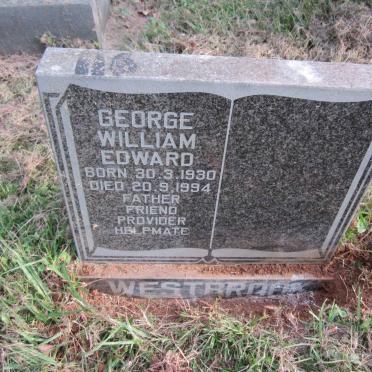 GEORGE
WILLIAM
EDWARD
BORN 30.3.1930
DIED 20.9.1994
FATHER
FRIEND
PROVIDER
HELPMATE